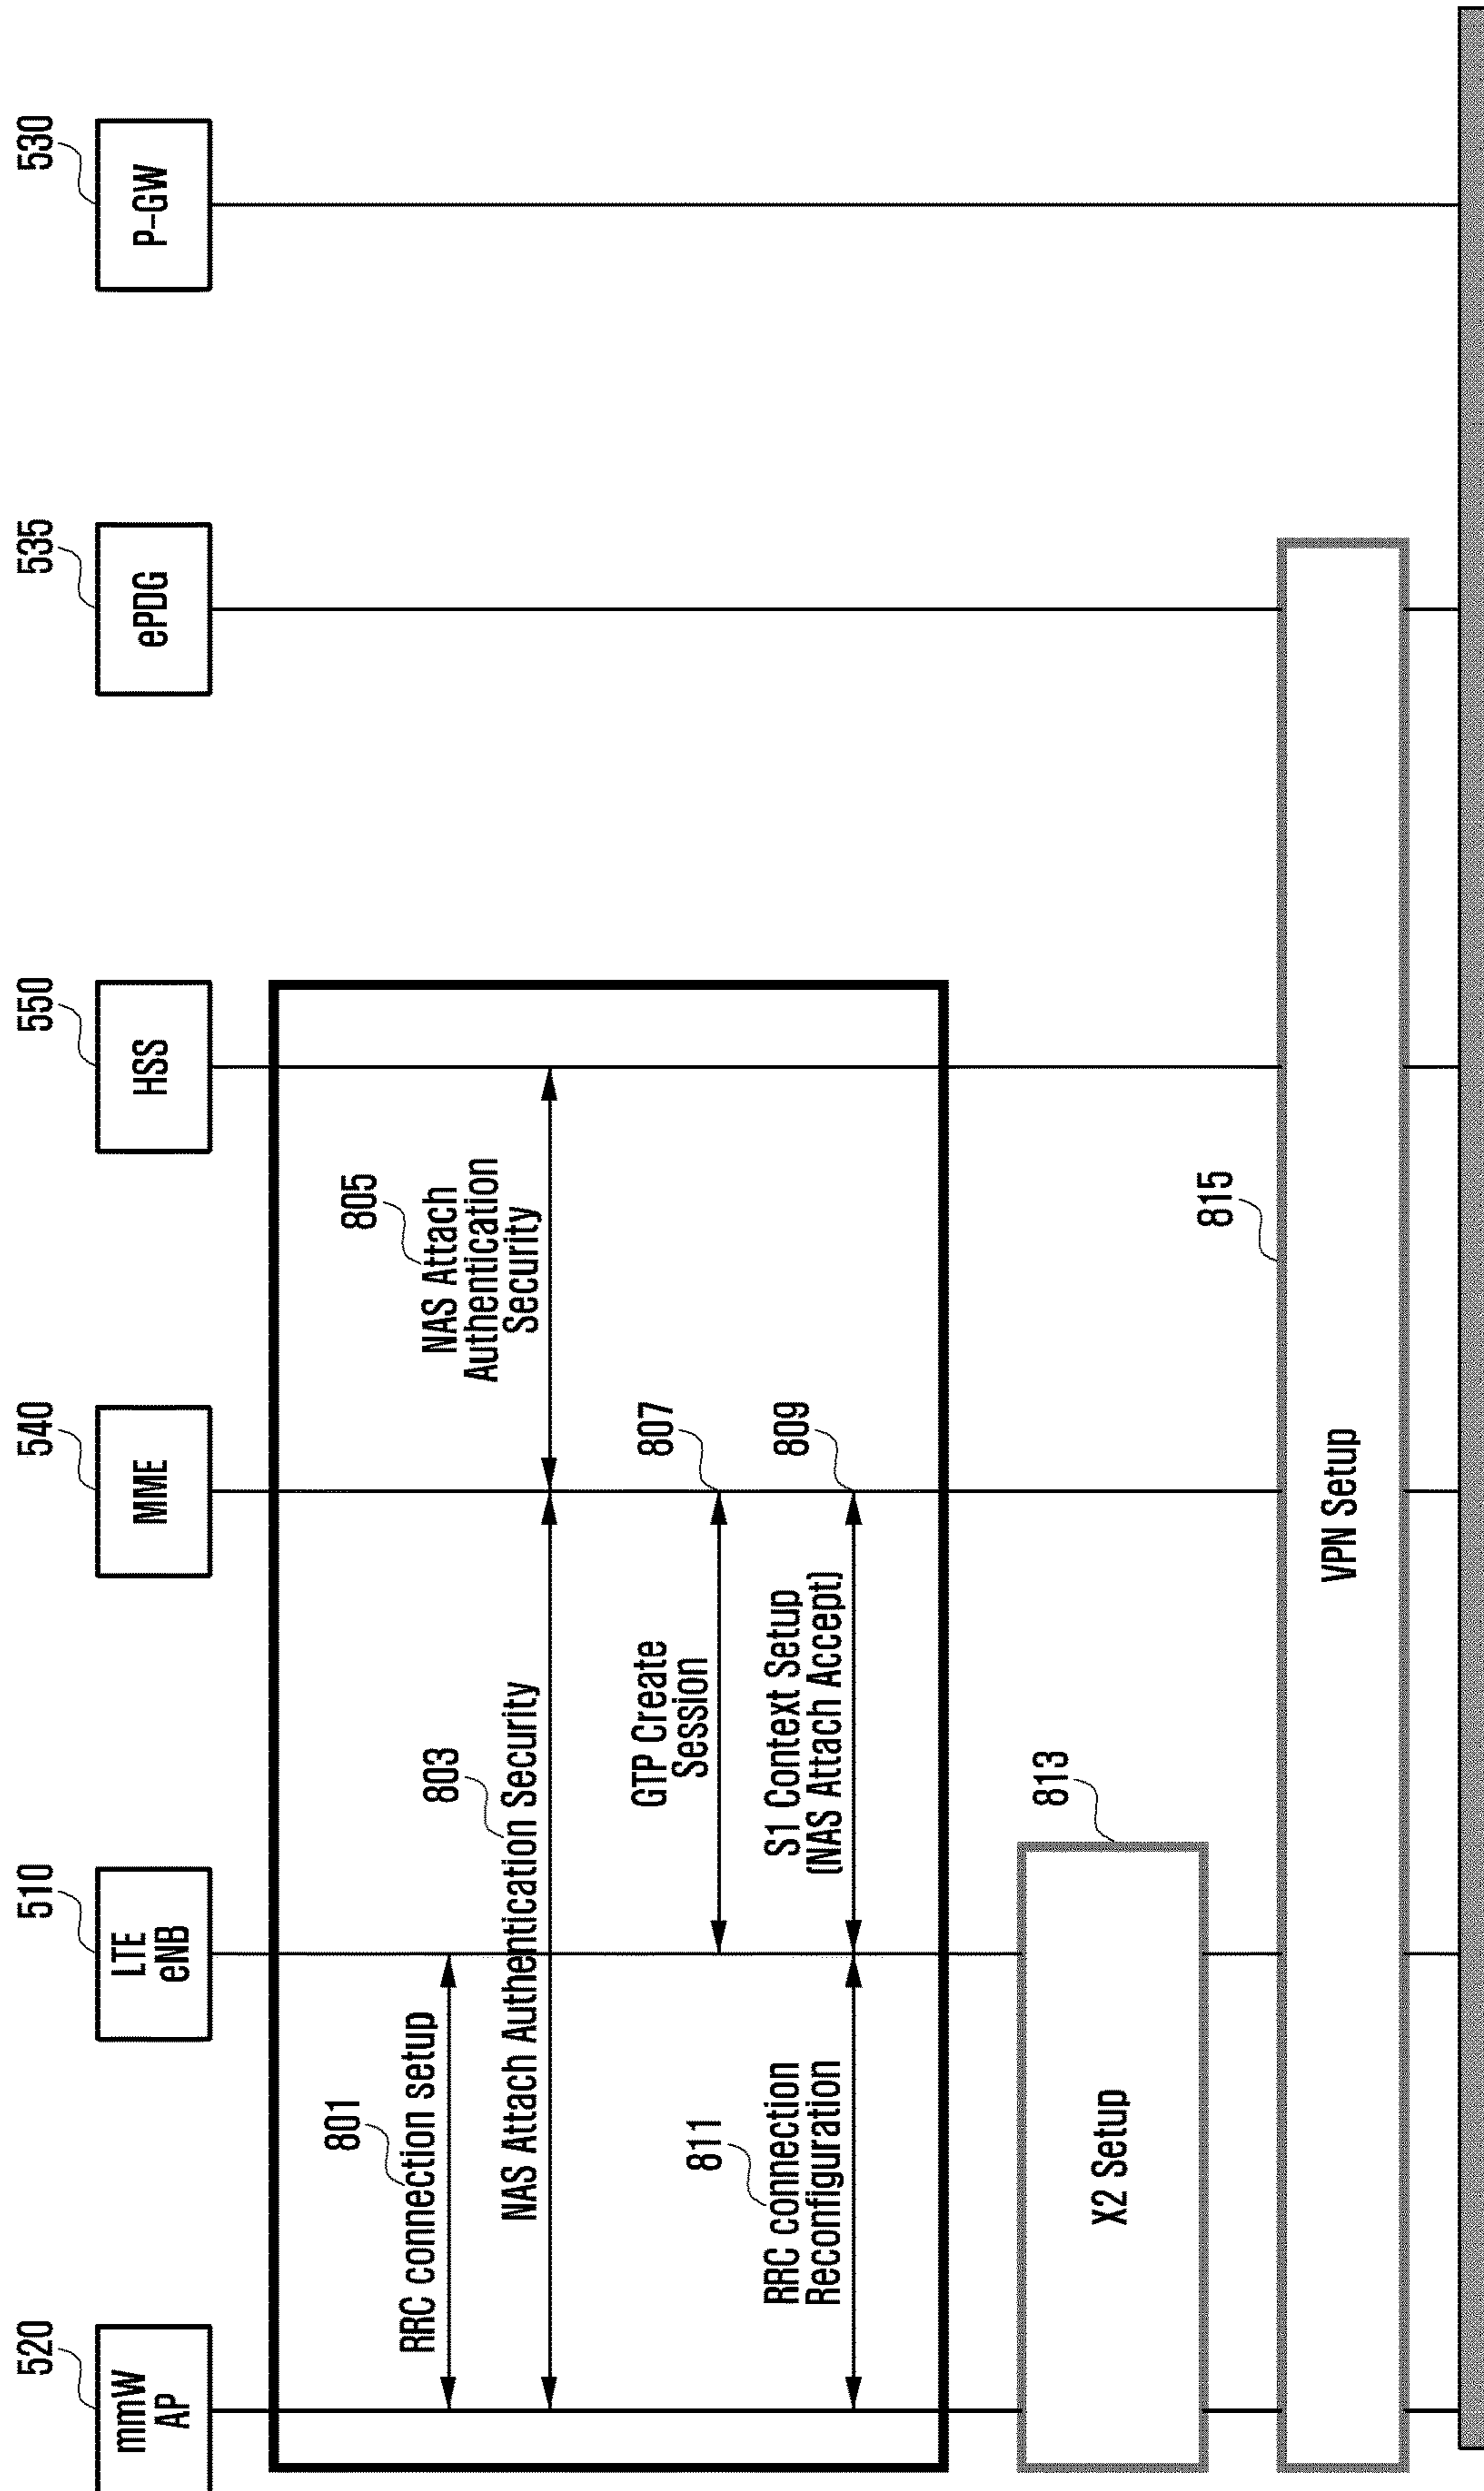 520
mmW
AP
510
LTE
eNB
540
MME
550
HSS
535
ePDG
530
P-GW
801
RRC connection setup
803
NAS Attach Authentication Security
805
NAS Attach
Authentication
Security
807
GTP Create
Session
809
S1 Context Setup
(NAS Attach Accept)
811
RRC connection
Reconfiguration
813
X2 Setup
815
VPN Setup